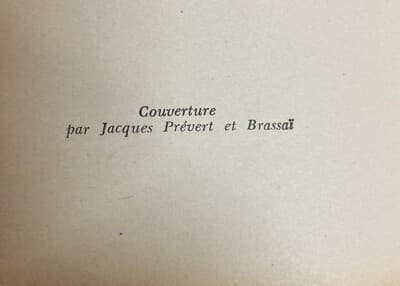 Couverture
par Jacques Prévert et Brassaï